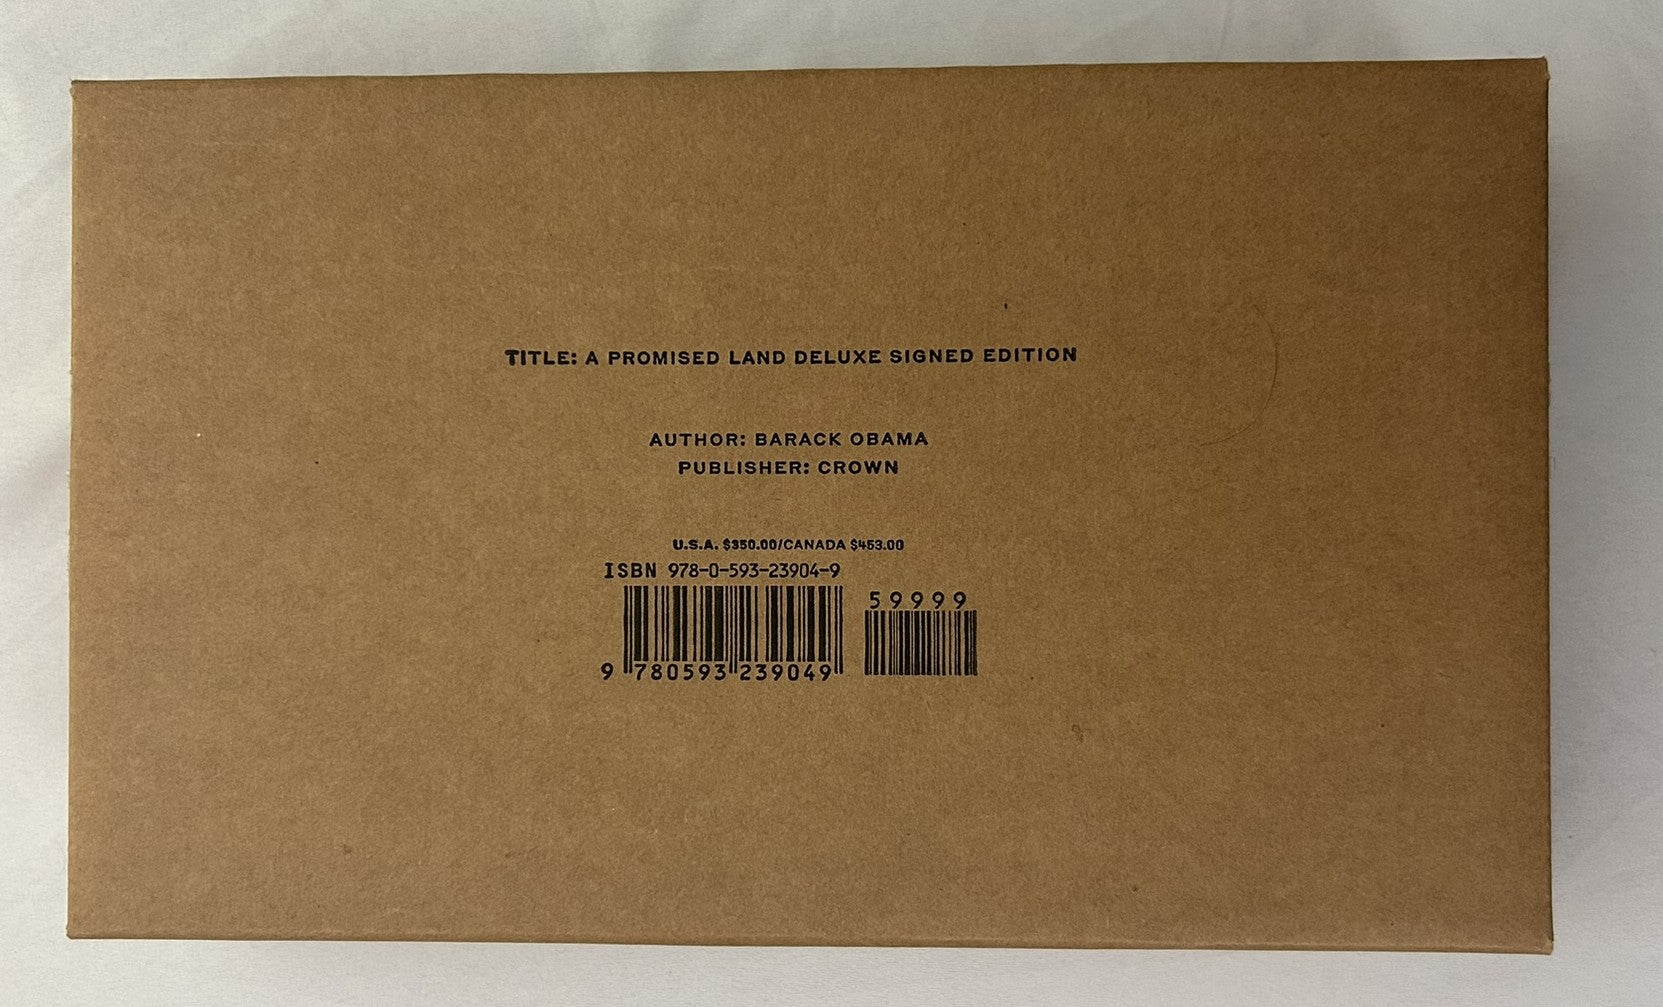 TITLE: A PROMISED LAND DELUXE SIGNED EDITION
AUTHOR: BARACK OBAMA
PUBLISHER: CROWN
U.S.A. $350.00/CANADA $453.00
ISBN 978-0-593-23904-9
59999
9 780593 239049